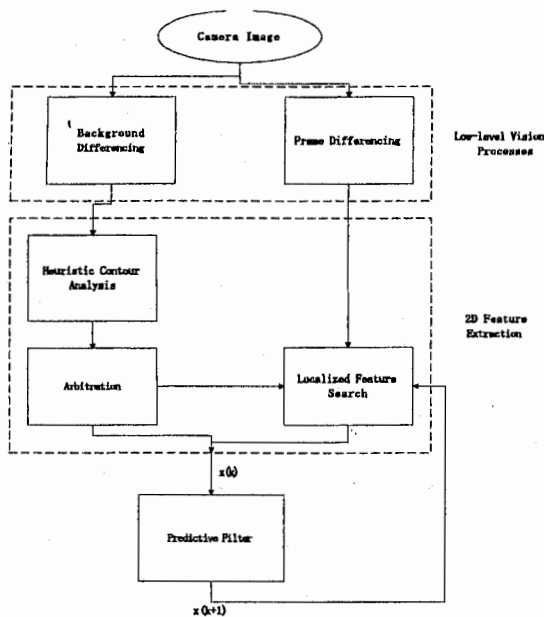 Camera Image
Background
Differencing
Frame Differencing
Low-level Vision
Processes
Heuristic Contour
Analysis
2D Feature
Extraction
Arbitration
Localized Feature
Search
x(k)
Predictive Filter
x(k+1)